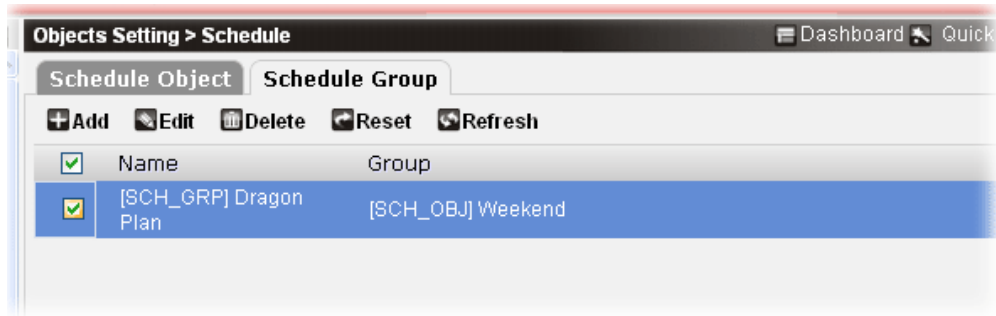 Objects Setting > Schedule Dashboard Quick
Schedule Object Schedule Group
Add Edit Delete Reset Refresh
Name Group
[SCH_GRP] Dragon [SCH_OBJ] Weekend
Plan